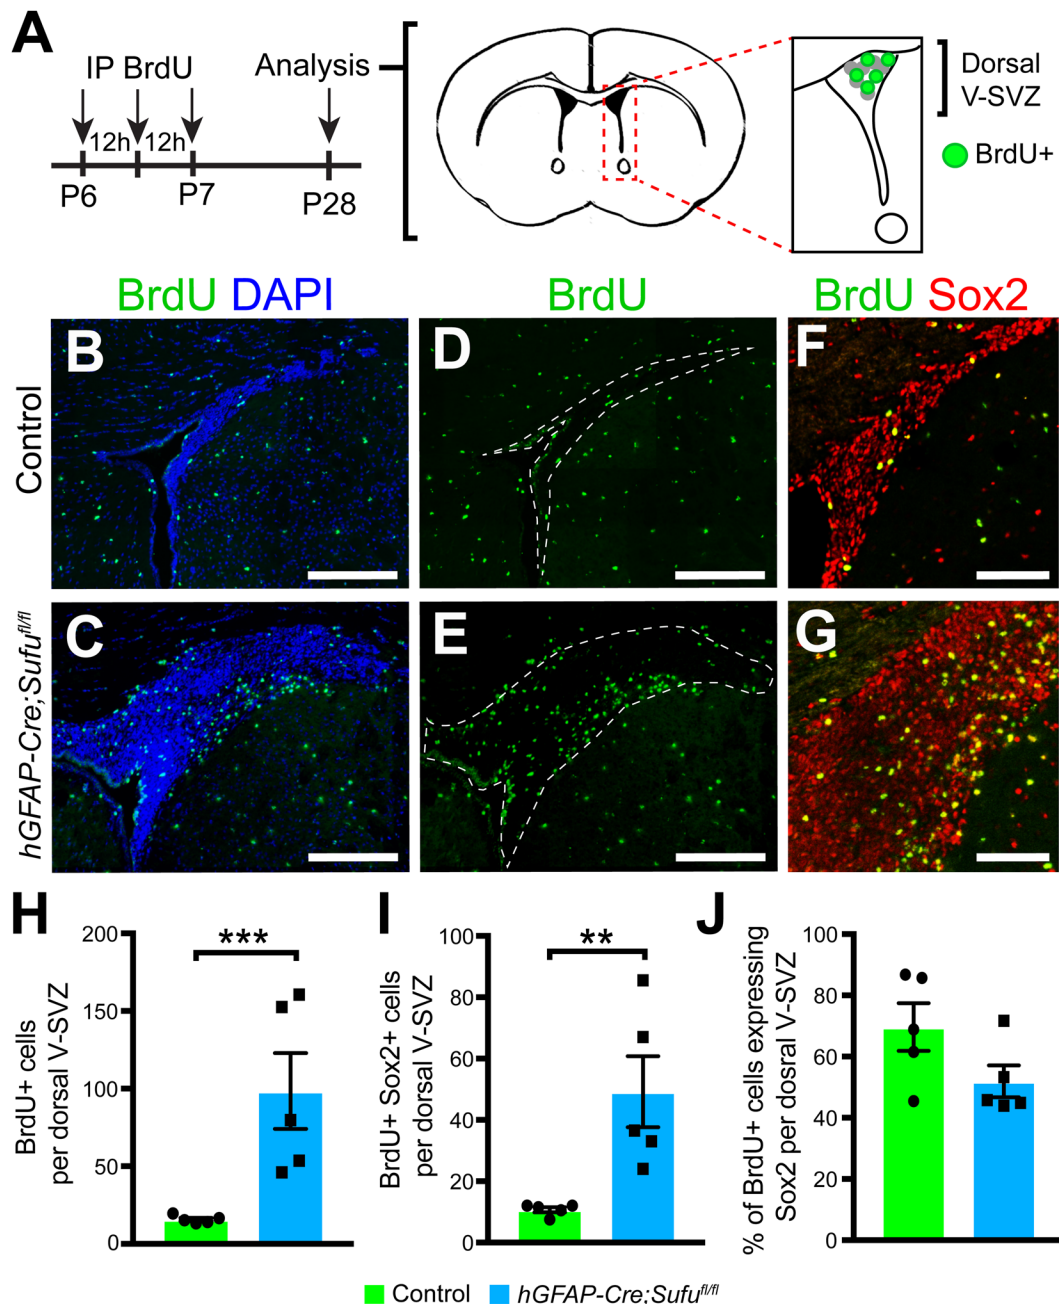 A
IP BrdU
12h 12h
P6 P7 P28
Analysis
Dorsal
V-SVZ
BrdU+
BrdU DAPI
BrdU
BrdU Sox2
Control
B
D
F
hGFAP-Cre;Sufufl/fl
C
E
G
H
BrdU+ cells
per dorsal V-SVZ
200
150
100
50
0
***
I
BrdU+ Sox2+ cells
per dorsal V-SVZ
100
80
60
40
20
0
**
J
% of BrdU+ cells expressing
Sox2 per dosral V-SVZ
100
80
60
40
20
0
Control hGFAP-Cre;Sufufl/fl